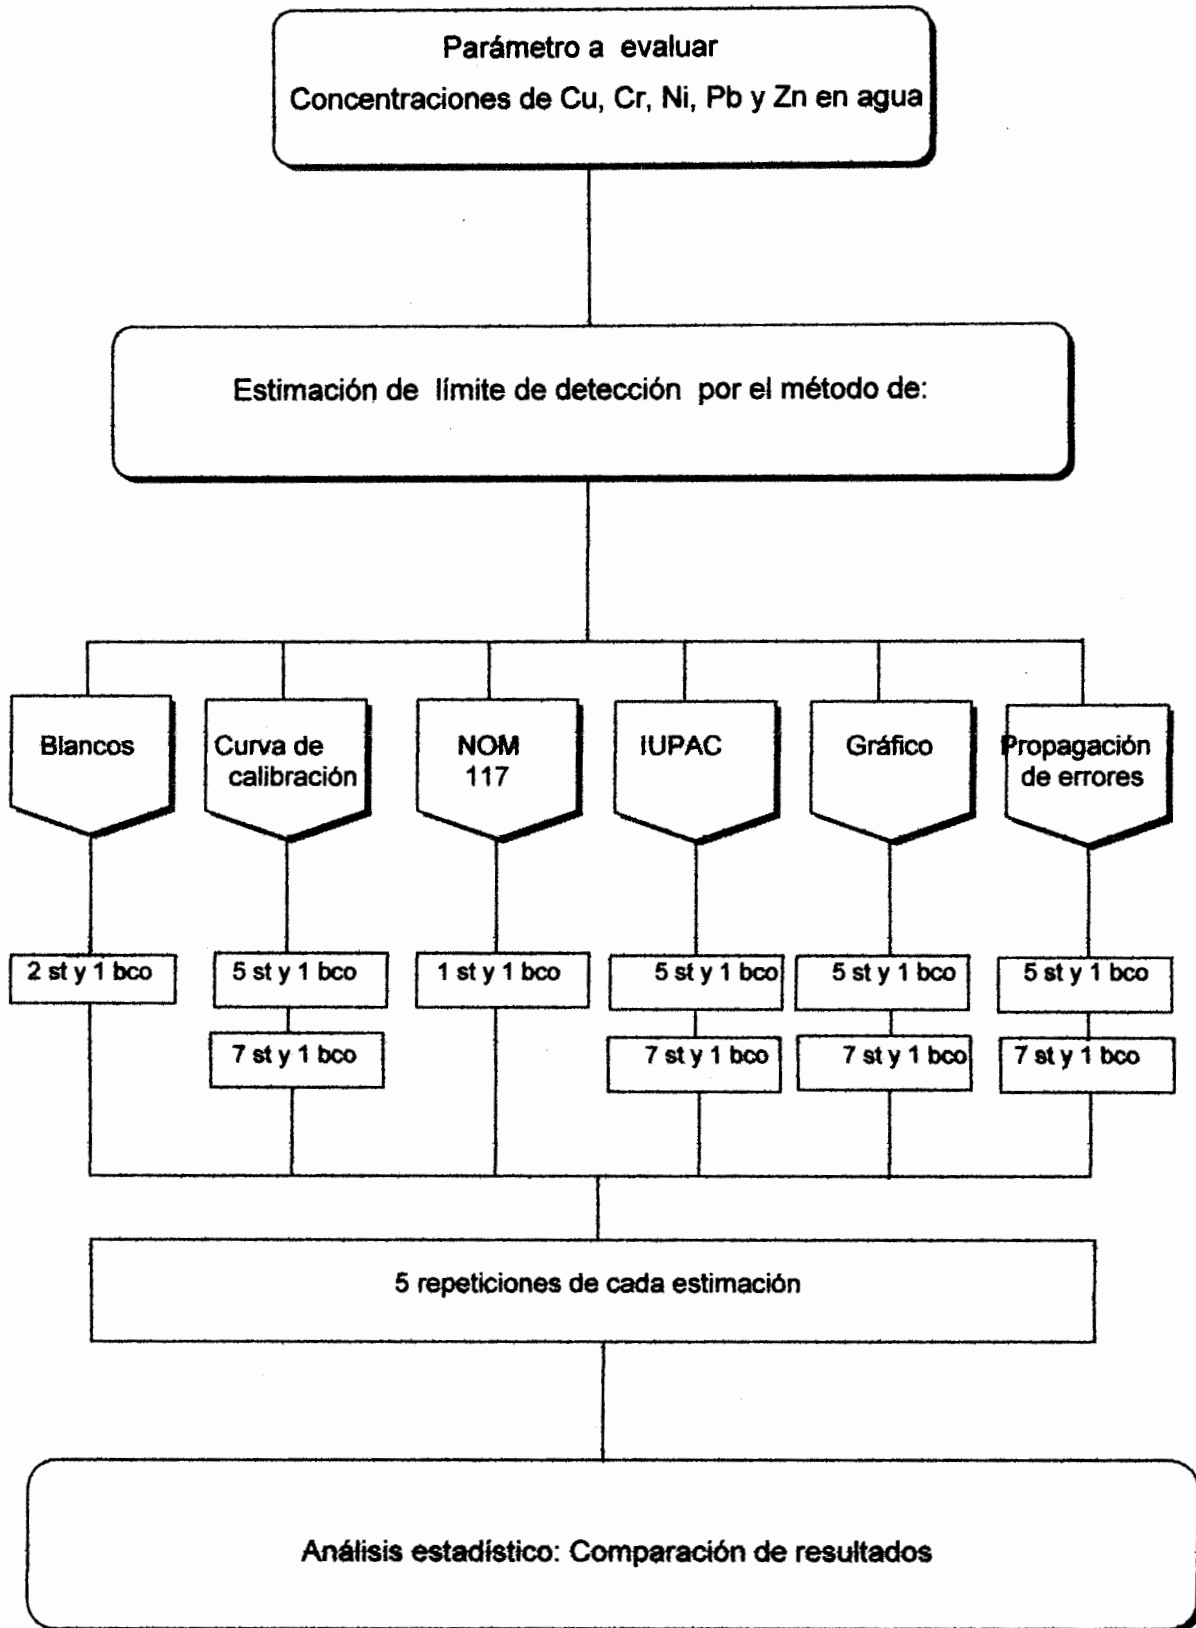 Parámetro a evaluar
Concentraciones de Cu, Cr, Ni, Pb y Zn en agua
Estimación de límite de detección por el método de:
Blancos
Curva de
calibración
NOM
117
IUPAC
Gráfico
Propagación
de errores
2 st y 1 bco
5 st y 1 bco
1 st y 1 bco
5 st y 1 bco
5 st y 1 bco
5 st y 1 bco
7 st y 1 bco
7 st y 1 bco
7 st y 1 bco
7 st y 1 bco
5 repeticiones de cada estimación
Análisis estadístico: Comparación de resultados